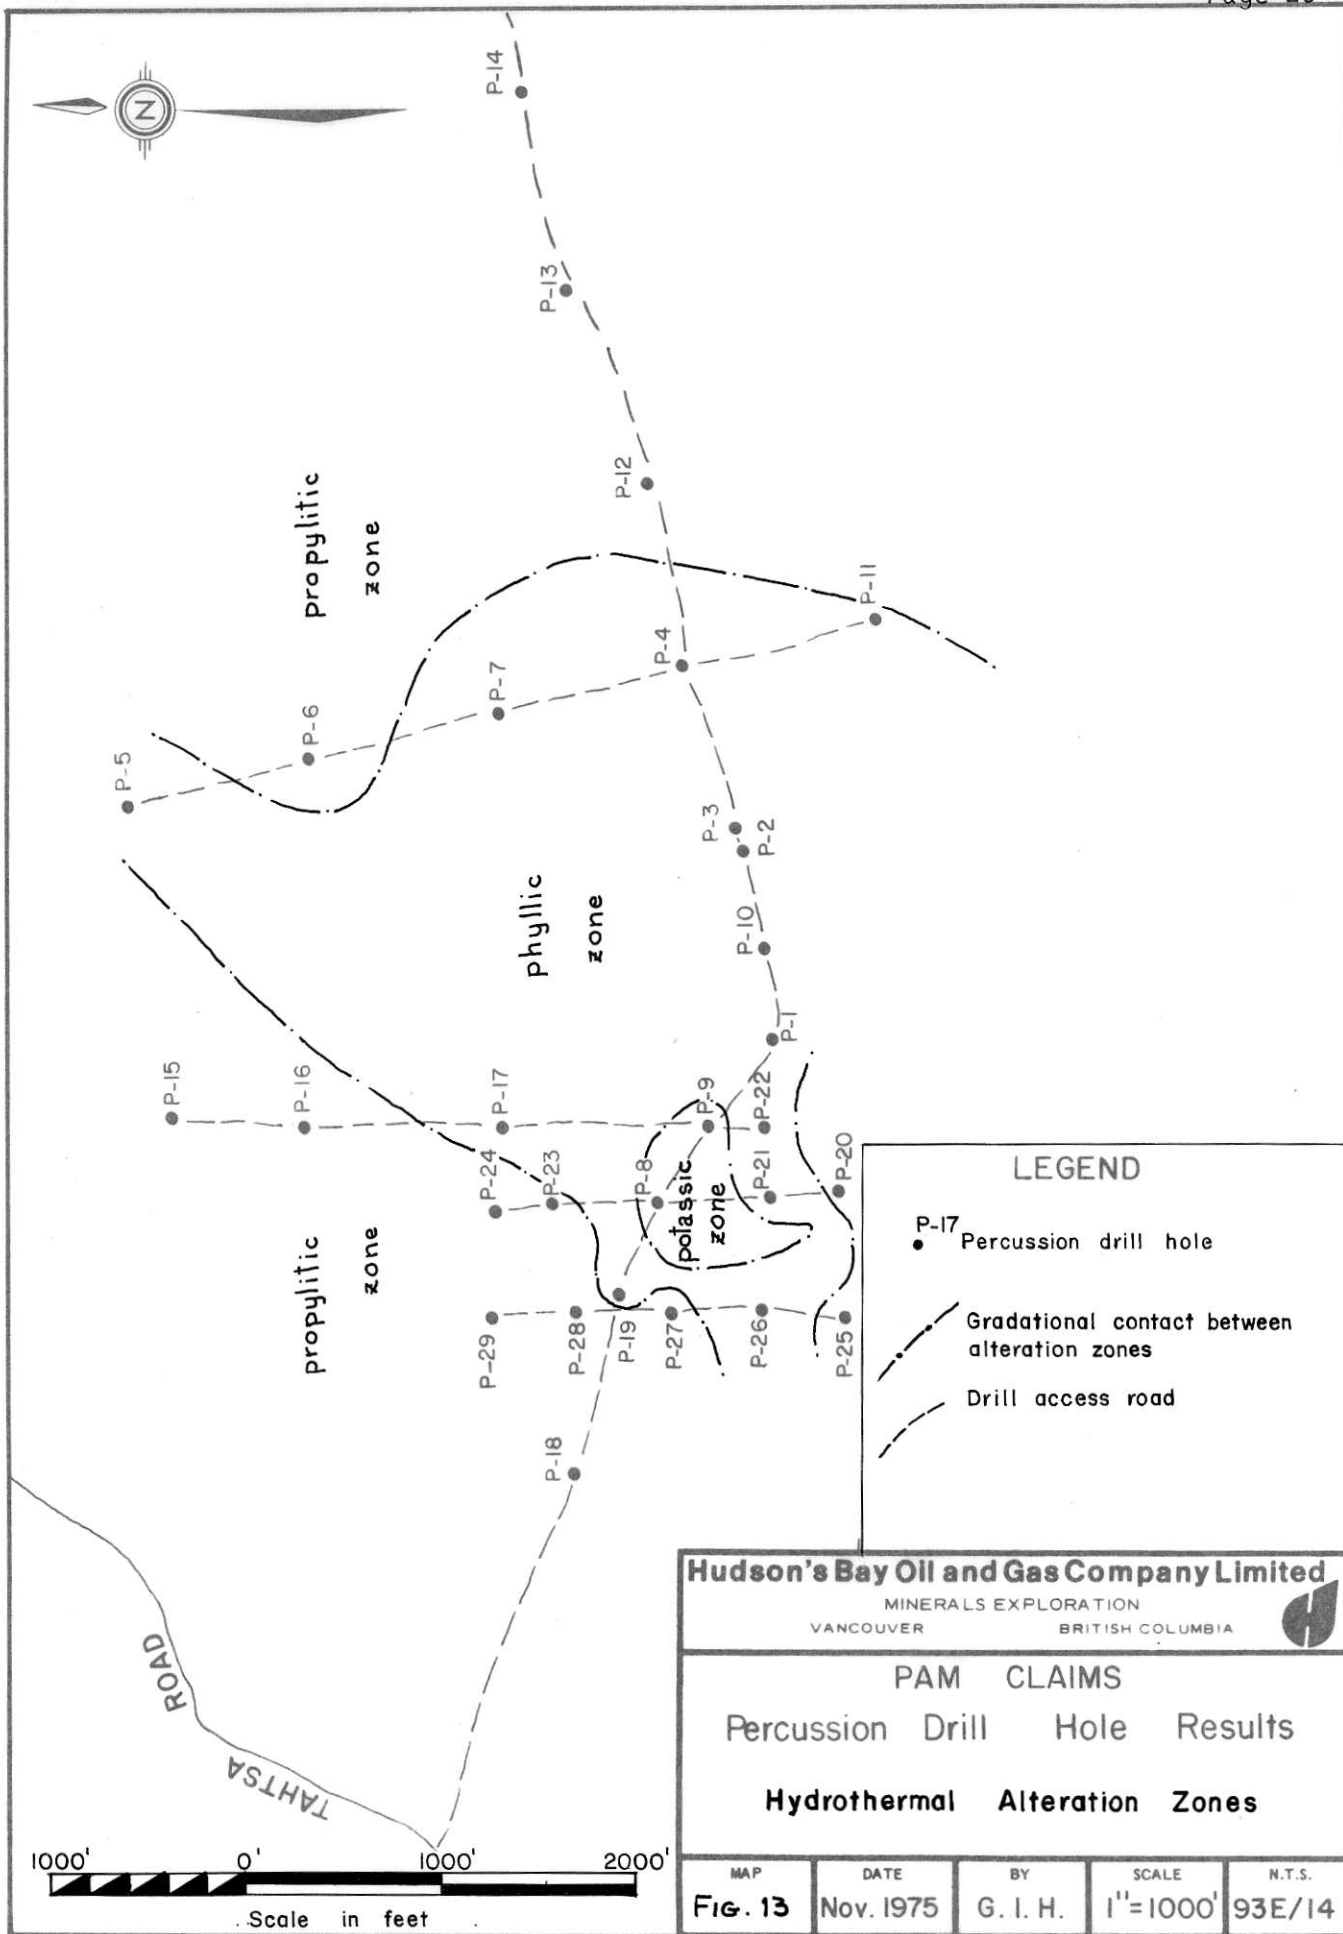 N
P-14
P-13
P-12
propylitic
zone
P-11
P-4
P-7
P-6
P-5
P-3
P-2
phyllic
zone
P-10
P-1
P-15
P-16
P-17
P-9
P-22
P-24
P-23
P-8
P-21
P-20
potassic
zone
propylitic
zone
P-29
P-28
P-19
P-27
P-26
P-25
P-18
LEGEND
P-17 Percussion drill hole
Gradational contact between
alteration zones
Drill access road
TAHTSA ROAD
Hudson's Bay Oil and Gas Company Limited
MINERALS EXPLORATION
VANCOUVER BRITISH COLUMBIA
PAM CLAIMS
Percussion Drill Hole Results
Hydrothermal Alteration Zones
1000' 0' 1000' 2000'
Scale in feet
MAP DATE BY SCALE N.T.S.
FIG. 13 Nov. 1975 G. I. H. 1"=1000' 93E/14